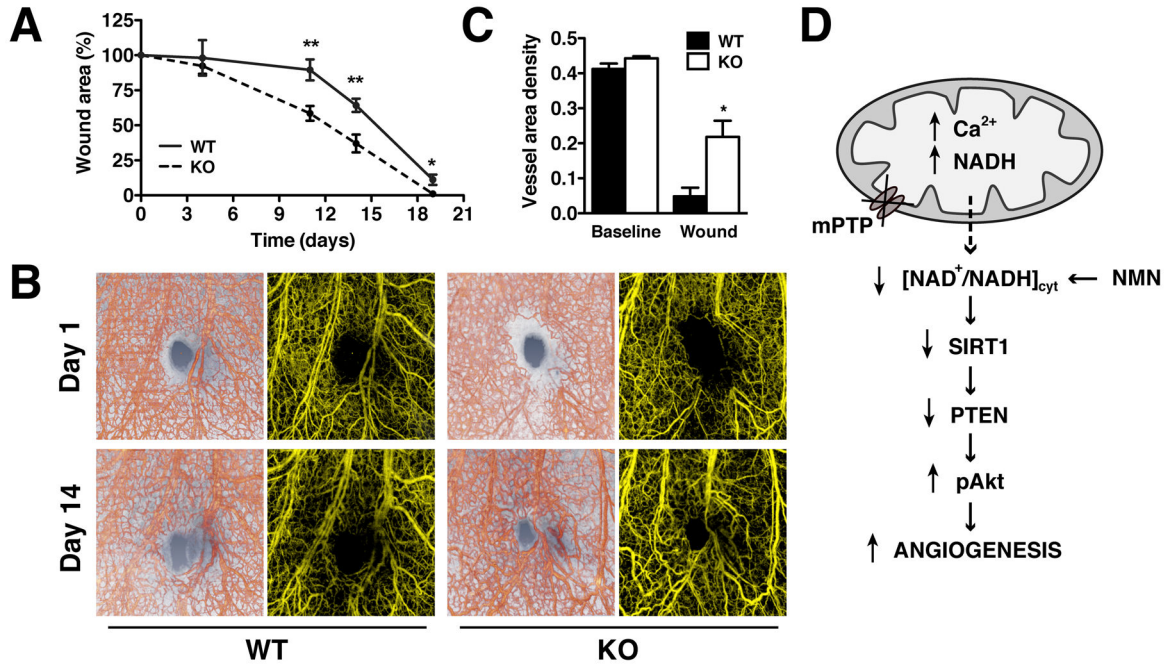 A
125
100
75
50
25
0
Wound area (%)
**
**
*
WT
KO
0 3 6 9 12 15 18 21
Time (days)
C
0.5
0.4
0.3
0.2
0.1
0.0
Vessel area density
WT
KO
*
Baseline Wound
B
Day 1
Day 14
WT KO
D
↑ Ca²⁺
↑ NADH
mPTP
↓ [NAD⁺/NADH]cyt ← NMN
↓ SIRT1
↓ PTEN
↑ pAkt
↑ ANGIOGENESIS